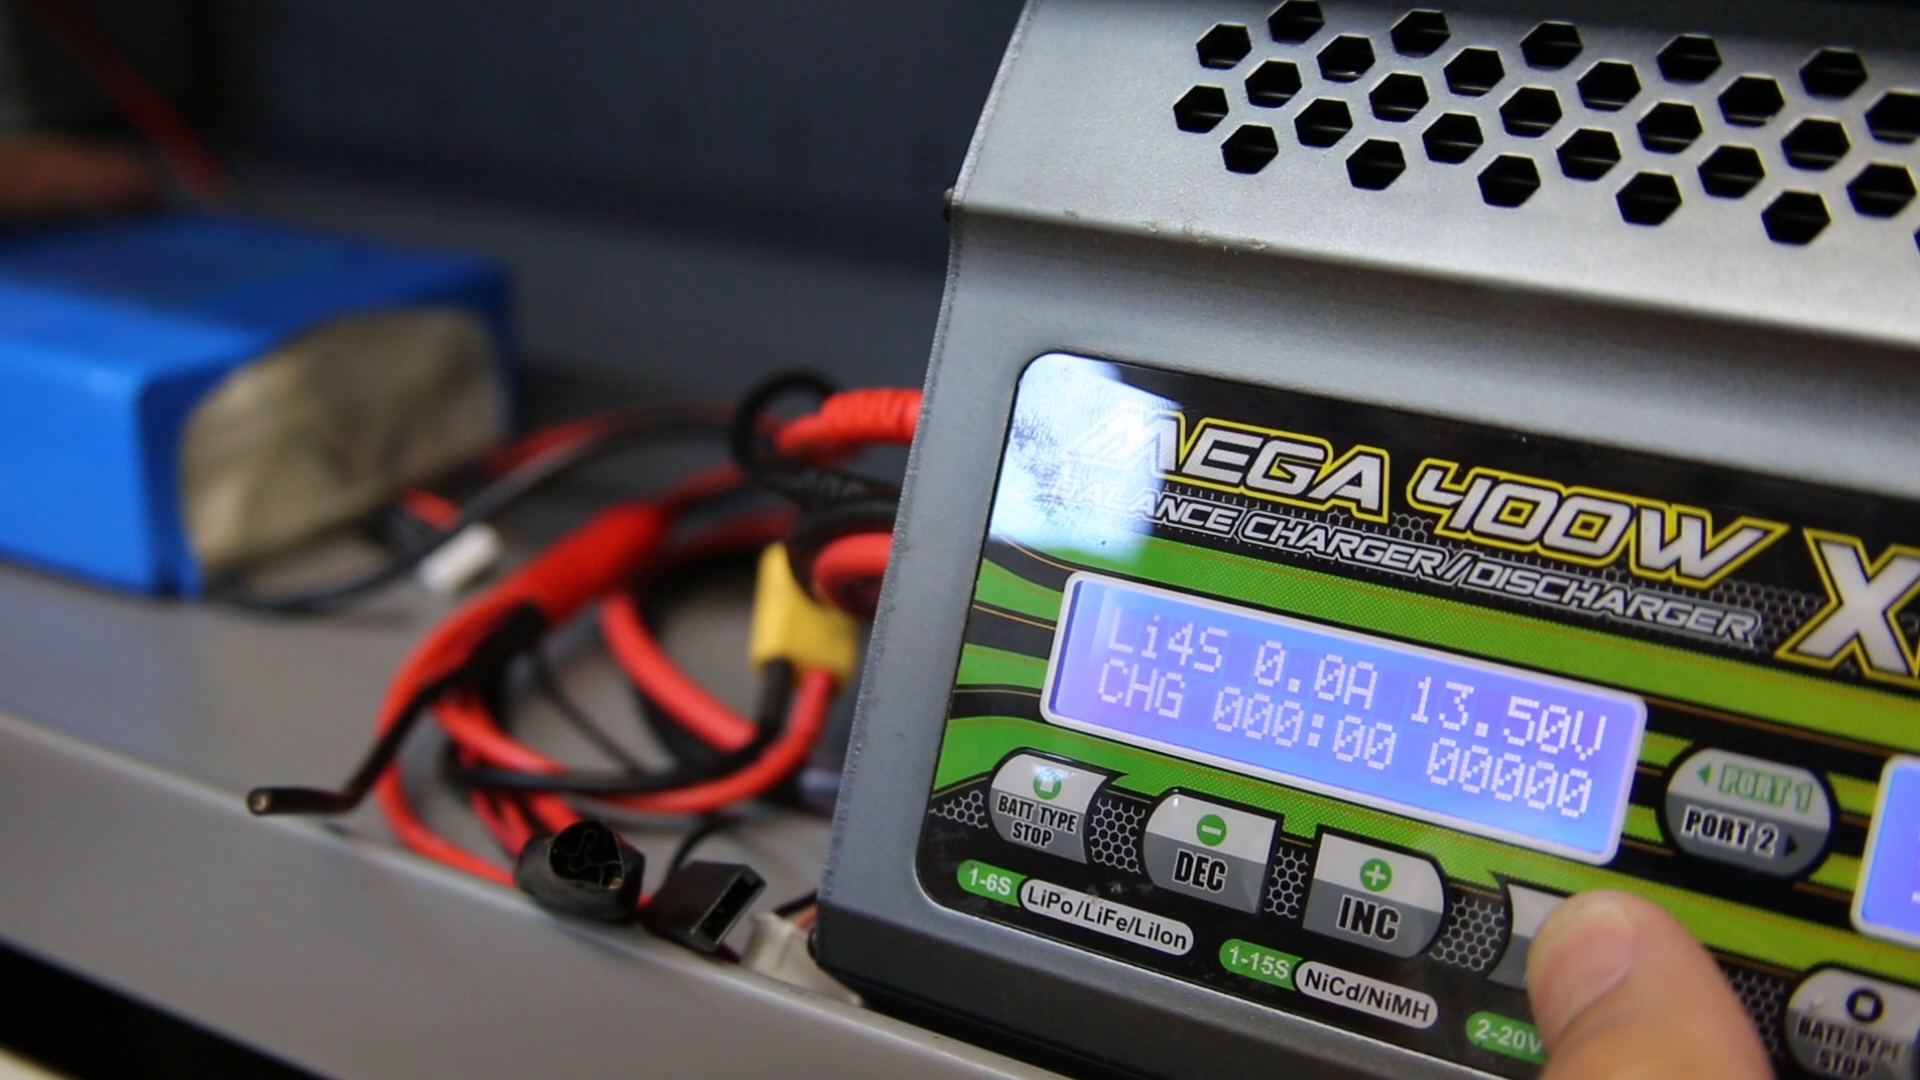 MEGA 400W X
BALANCE CHARGER/DISCHARGER
Li4S 0.0A 13.50V
CHG 000:00 00000
PORT 1
PORT 2
BATT TYPE
STOP
DEC
INC
1-6S LiPo/LiFe/LiIon
1-15S NiCd/NiMH
2-20V
BATT TYPE
STOP